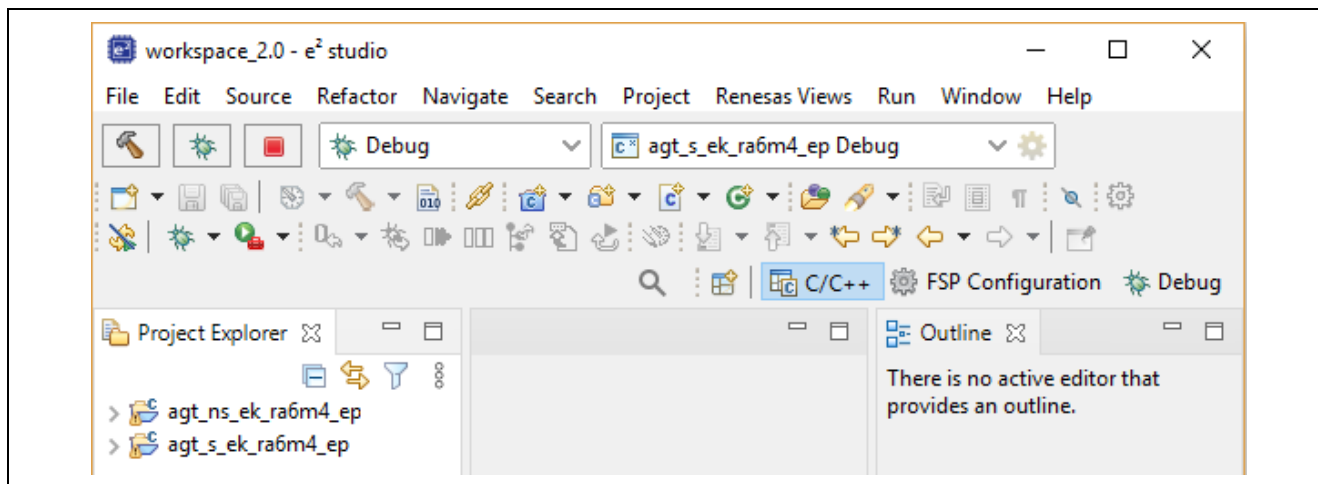 workspace_2.0 - e² studio
File Edit Source Refactor Navigate Search Project Renesas Views Run Window Help
Debug agt_s_ek_ra6m4_ep Debug
010
C/C++ FSP Configuration Debug
Project Explorer Outline
There is no active editor that
provides an outline.
agt_ns_ek_ra6m4_ep
agt_s_ek_ra6m4_ep